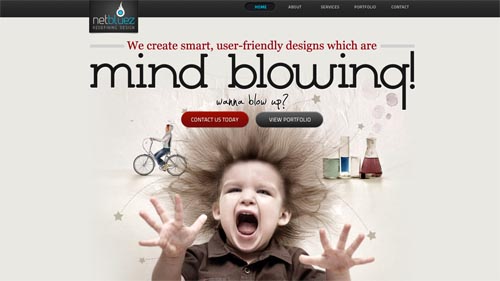 netbluez
REDEFINING DESIGN
HOME ABOUT SERVICES PORTFOLIO CONTACT
We create smart, user-friendly designs which are
mind blowing!
wanna blow up?
CONTACT US TODAY VIEW PORTFOLIO